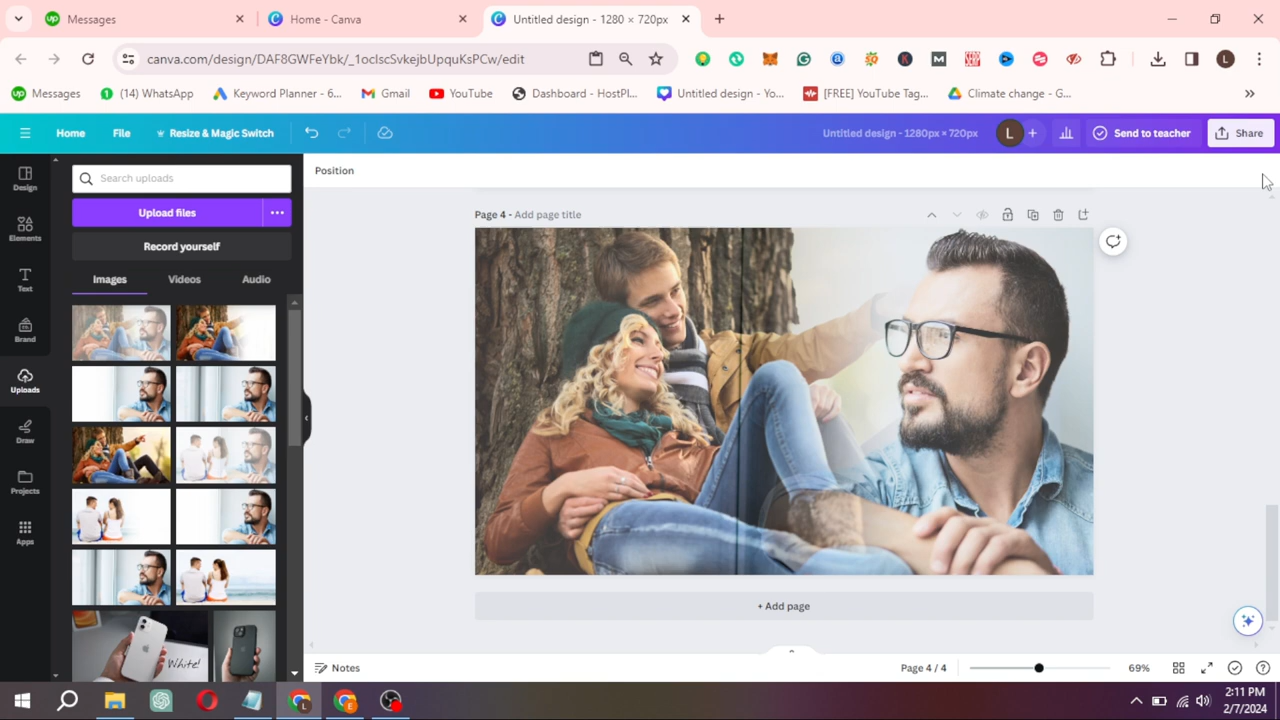 Messages
Home - Canva
Untitled design - 1280 × 720px
canva.com/design/DAF8GWFeYbk/_1oclscSvkejbUpquKsPCw/edit
L
Messages
(14) WhatsApp
Keyword Planner - 6...
Gmail
YouTube
Dashboard - HostPl...
Untitled design - Yo...
[FREE] YouTube Tag...
Climate change - G...
Home
File
Resize & Magic Switch
Untitled design - 1280px × 720px
L
Send to teacher
Share
Design
Elements
Text
Brand
Uploads
Draw
Projects
Apps
Search uploads
Upload files
Record yourself
Images
Videos
Audio
White!
Position
Page 4 - Add page title
+ Add page
Notes
Page 4 / 4
69%
2:11 PM
2/7/2024